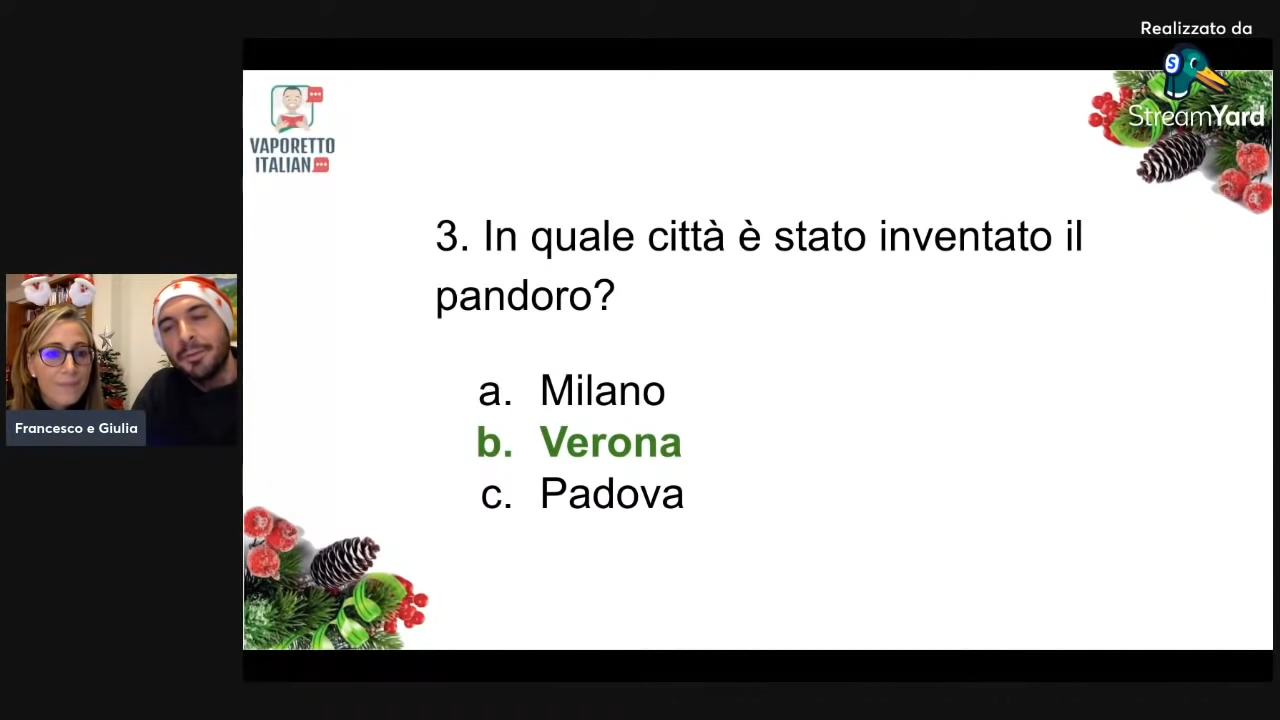 Realizzato da
StreamYard
VAPORETTO
ITALIAN
3. In quale città è stato inventato il
pandoro?
a. Milano
b. Verona
c. Padova
Francesco e Giulia